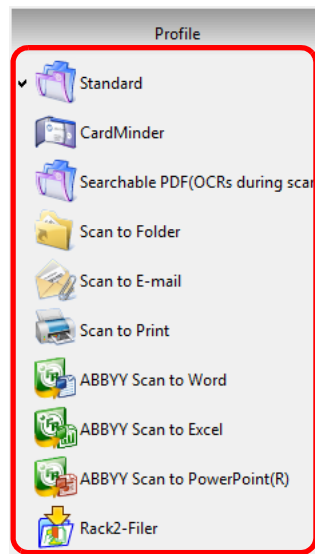 Profile
Standard
CardMinder
Searchable PDF(OCRs during scar
Scan to Folder
Scan to E-mail
Scan to Print
ABBYY Scan to Word
ABBYY Scan to Excel
ABBYY Scan to PowerPoint(R)
Rack2-Filer